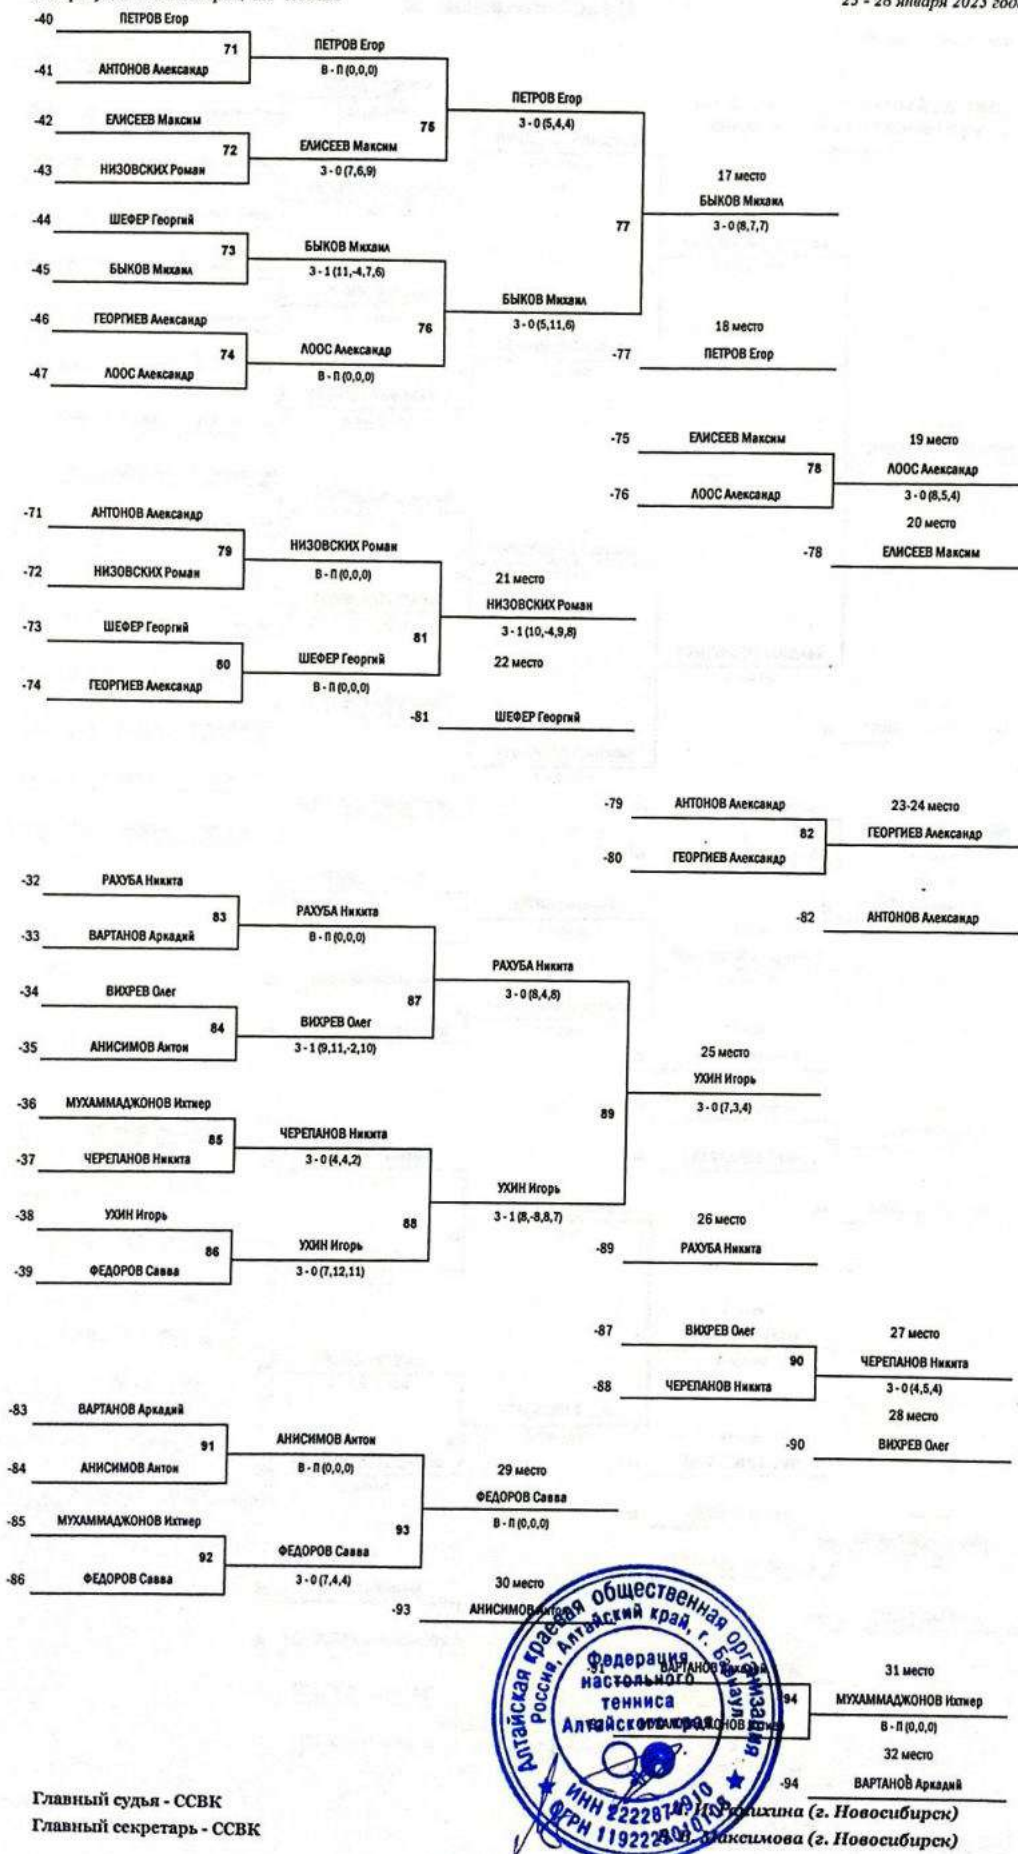 -40 ПЕТРОВ Егор
71
-41 АНТОНОВ Александр
ПЕТРОВ Егор
В - П (0,0,0)
-42 ЕЛИСЕЕВ Максим
72
-43 НИЗОВСКИХ Роман
ЕЛИСЕЕВ Максим
3 - 0 (7,6,9)
75
ПЕТРОВ Егор
3 - 0 (5,4,4)
-44 ШЕФЕР Георгий
73
-45 БЫКОВ Михаил
БЫКОВ Михаил
3 - 1 (11,-4,7,6)
-46 ГЕОРГИЕВ Александр
74
-47 ЛООС Александр
ЛООС Александр
В - П (0,0,0)
76
БЫКОВ Михаил
3 - 0 (5,11,6)
77
17 место
БЫКОВ Михаил
3 - 0 (8,7,7)
18 место
-77 ПЕТРОВ Егор
-75 ЕЛИСЕЕВ Максим
78
-76 ЛООС Александр
19 место
ЛООС Александр
3 - 0 (8,5,4)
20 место
-78 ЕЛИСЕЕВ Максим
-71 АНТОНОВ Александр
79
-72 НИЗОВСКИХ Роман
НИЗОВСКИХ Роман
В - П (0,0,0)
-73 ШЕФЕР Георгий
80
-74 ГЕОРГИЕВ Александр
ШЕФЕР Георгий
В - П (0,0,0)
81
21 место
НИЗОВСКИХ Роман
3 - 1 (10,-4,9,8)
22 место
-81 ШЕФЕР Георгий
-79 АНТОНОВ Александр
82
-80 ГЕОРГИЕВ Александр
23-24 место
ГЕОРГИЕВ Александр
-82 АНТОНОВ Александр
-32 РАХУБА Никита
83
-33 ВАРТАНОВ Аркадий
РАХУБА Никита
В - П (0,0,0)
-34 ВИХРЕВ Олег
84
-35 АНИСИМОВ Антон
ВИХРЕВ Олег
3 - 1 (9,11,-2,10)
87
РАХУБА Никита
3 - 0 (8,4,8)
-36 МУХАММАДЖОНОВ Ихтиер
85
-37 ЧЕРЕПАНОВ Никита
ЧЕРЕПАНОВ Никита
3 - 0 (4,4,2)
-38 УХИН Игорь
86
-39 ФЕДОРОВ Савва
УХИН Игорь
3 - 0 (7,12,11)
88
УХИН Игорь
3 - 1 (8,-8,8,7)
89
25 место
УХИН Игорь
3 - 0 (7,3,4)
26 место
-89 РАХУБА Никита
-87 ВИХРЕВ Олег
90
-88 ЧЕРЕПАНОВ Никита
27 место
ЧЕРЕПАНОВ Никита
3 - 0 (4,5,4)
28 место
-90 ВИХРЕВ Олег
-83 ВАРТАНОВ Аркадий
91
-84 АНИСИМОВ Антон
АНИСИМОВ Антон
В - П (0,0,0)
-85 МУХАММАДЖОНОВ Ихтиер
92
-86 ФЕДОРОВ Савва
ФЕДОРОВ Савва
3 - 0 (7,4,4)
93
29 место
ФЕДОРОВ Савва
В - П (0,0,0)
30 место
-93 АНИСИМОВ Антон
-91 ВАРТАНОВ
94
31 место
МУХАММАДЖОНОВ Ихтиер
В - П (0,0,0)
32 место
-94 ВАРТАНОВ Аркадий
Алтайская краевая общественная организация
Россия, Алтайский край, г. Барнаул
Федерация
настольного
тенниса
Алтайского края
ИНН
ОГРН
Главный судья - ССВК
(г. Новосибирск)
Главный секретарь - ССВК
Максимова (г. Новосибирск)